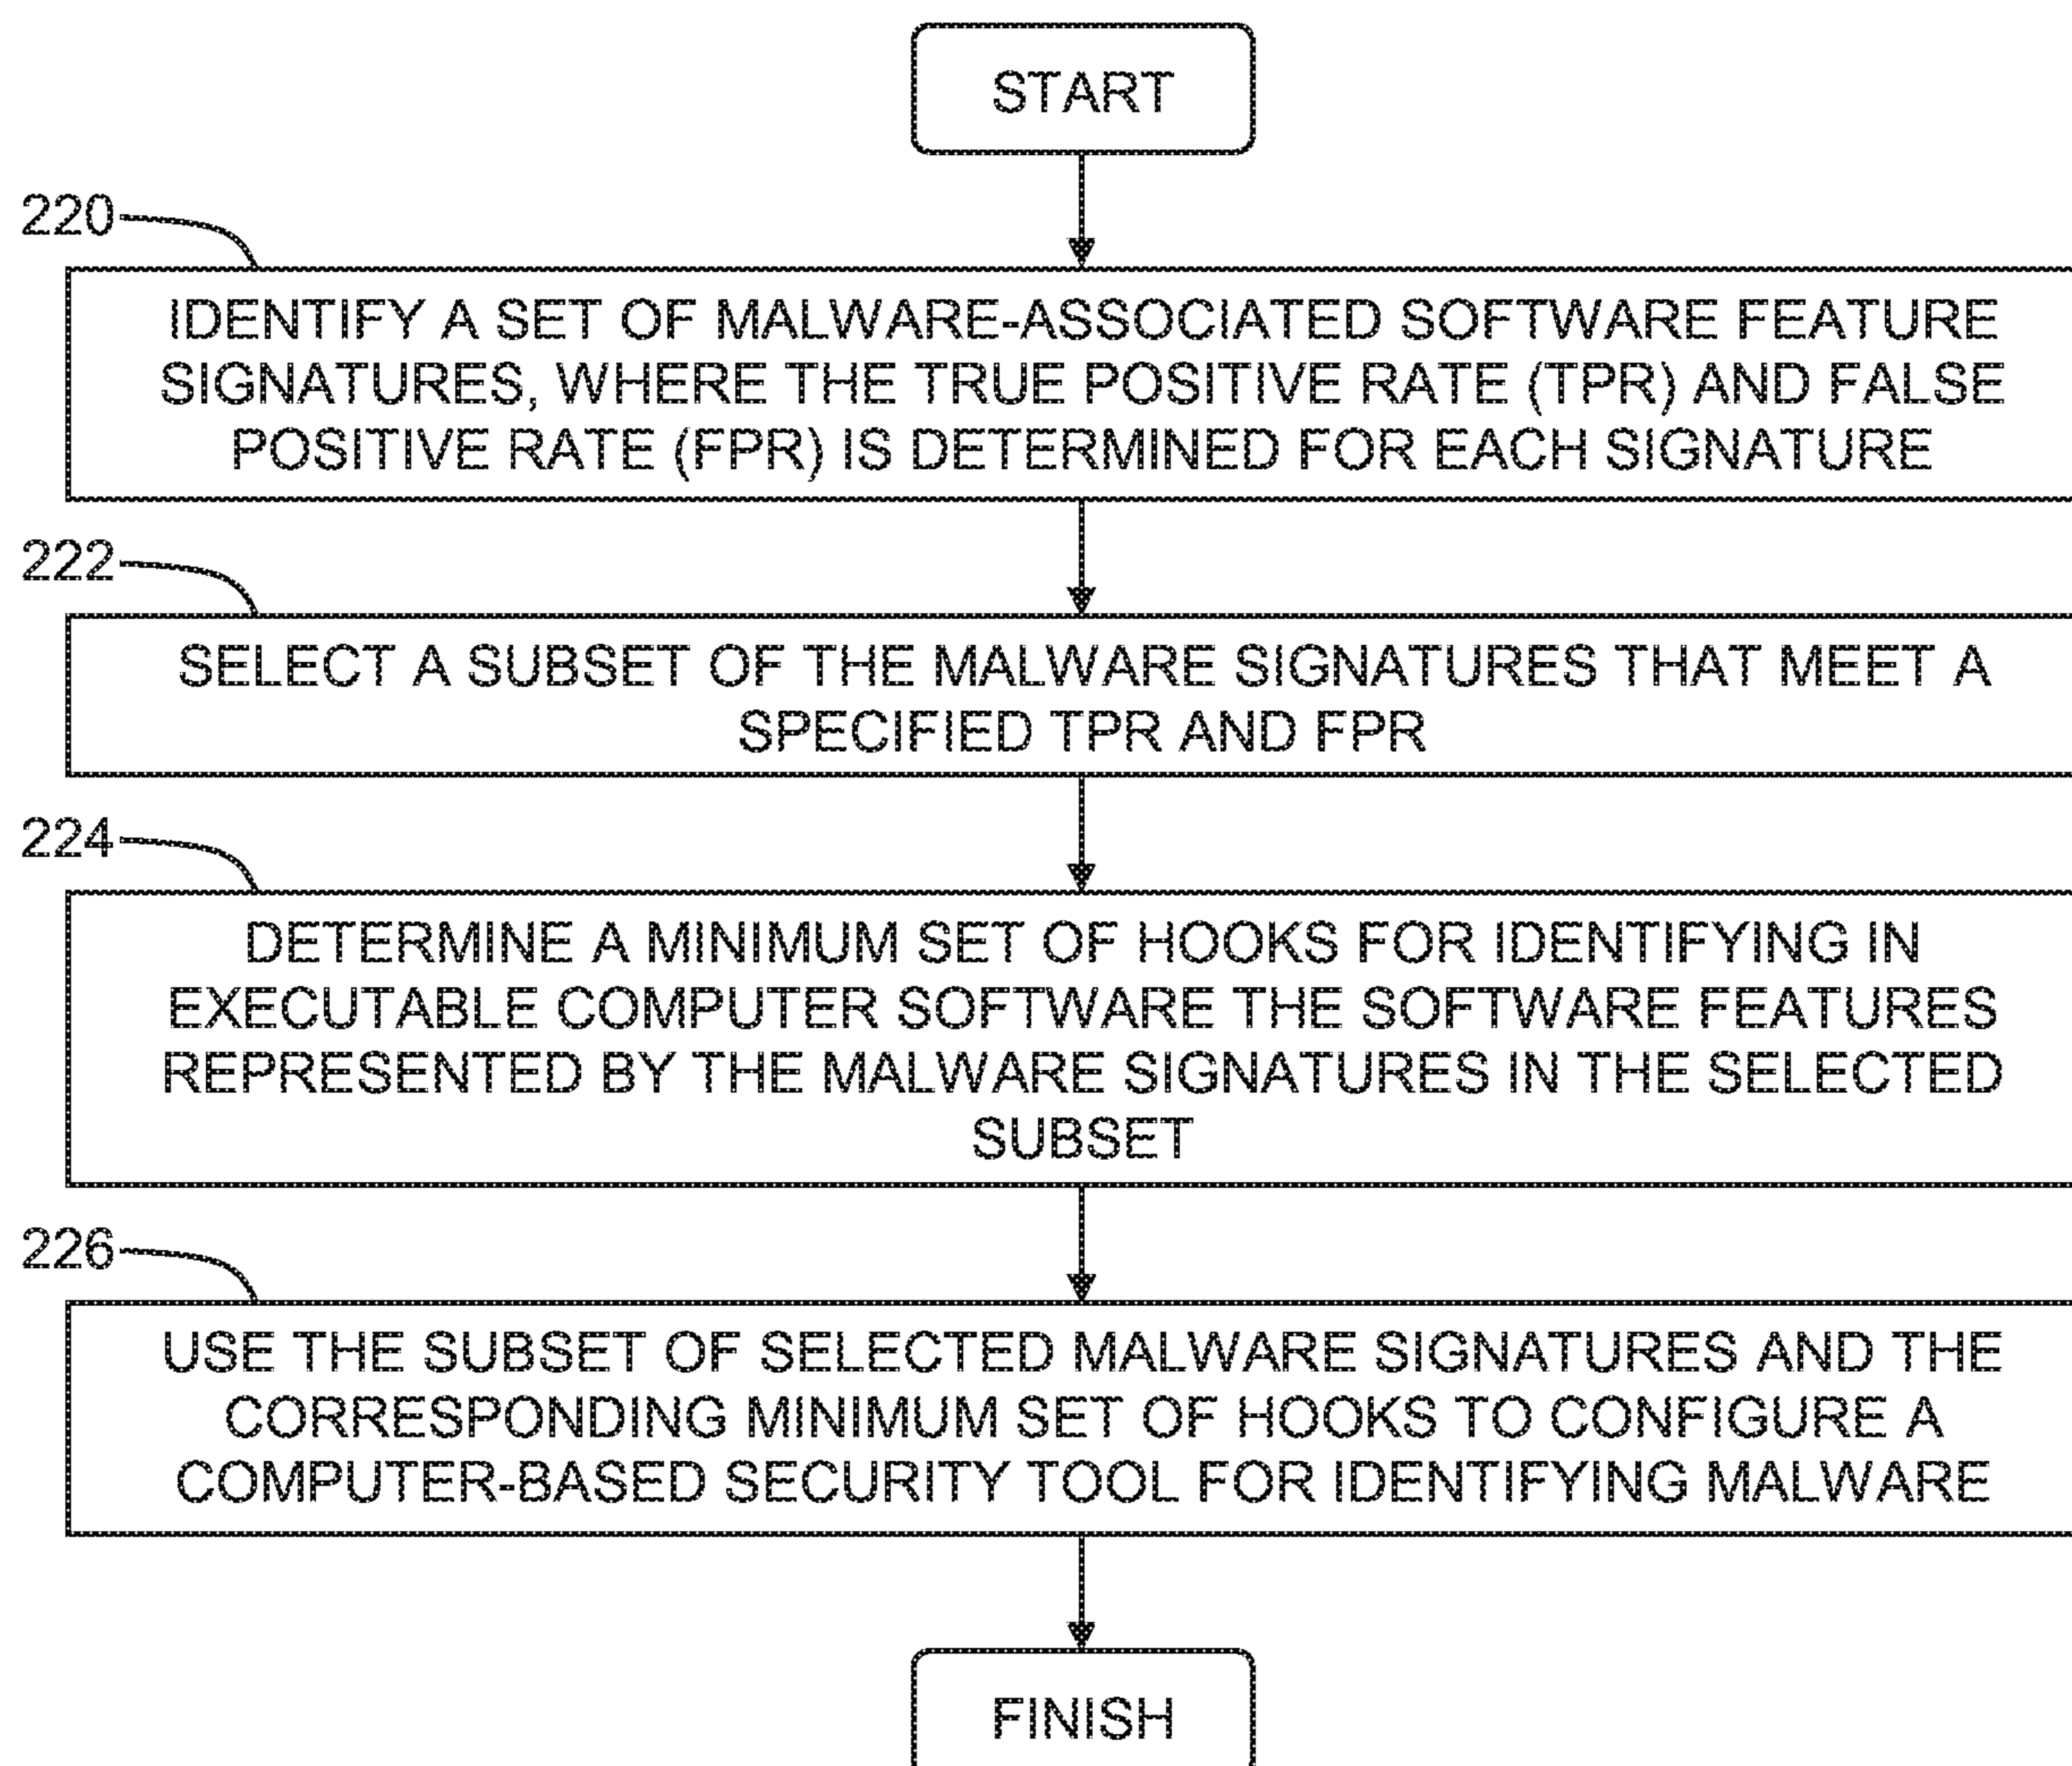 START
220
IDENTIFY A SET OF MALWARE-ASSOCIATED SOFTWARE FEATURE
SIGNATURES, WHERE THE TRUE POSITIVE RATE (TPR) AND FALSE
POSITIVE RATE (FPR) IS DETERMINED FOR EACH SIGNATURE
222
SELECT A SUBSET OF THE MALWARE SIGNATURES THAT MEET A
SPECIFIED TPR AND FPR
224
DETERMINE A MINIMUM SET OF HOOKS FOR IDENTIFYING IN
EXECUTABLE COMPUTER SOFTWARE THE SOFTWARE FEATURES
REPRESENTED BY THE MALWARE SIGNATURES IN THE SELECTED
SUBSET
226
USE THE SUBSET OF SELECTED MALWARE SIGNATURES AND THE
CORRESPONDING MINIMUM SET OF HOOKS TO CONFIGURE A
COMPUTER-BASED SECURITY TOOL FOR IDENTIFYING MALWARE
FINISH